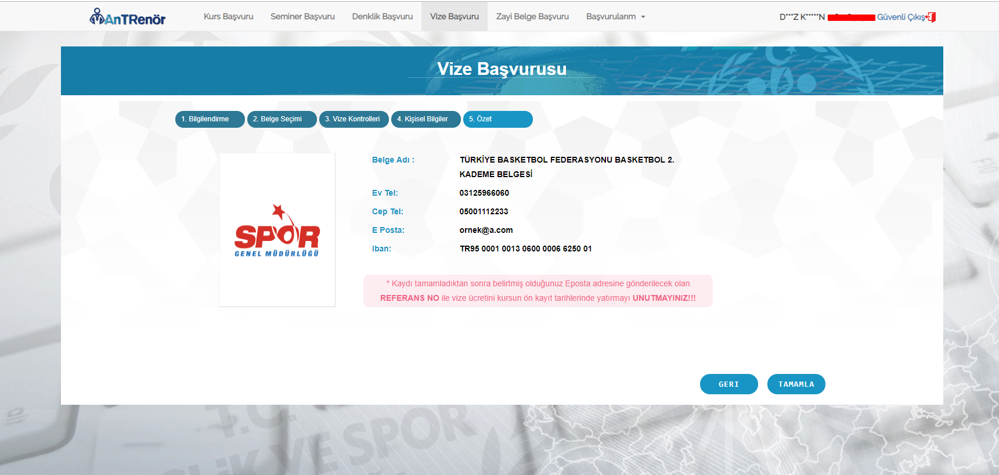 AnTRenör
Kurs Başvuru
Seminer Başvuru
Denklik Başvuru
Vize Başvuru
Zayi Belge Başvuru
Başvurularım
D***Z K*****N
Güvenli Çıkış
Vize Başvurusu
1. Bilgilendirme
2. Belge Seçimi
3. Vize Kontrolleri
4. Kişisel Bilgiler
5. Özet
SPOR
GENEL MÜDÜRLÜĞÜ
Belge Adı :
TÜRKİYE BASKETBOL FEDERASYONU BASKETBOL 2.
KADEME BELGESİ
Ev Tel:
03125966060
Cep Tel:
05001112233
E Posta:
ornek@a.com
Iban:
TR95 0001 0013 0600 0006 6250 01
* Kaydı tamamladıktan sonra belirtmiş olduğunuz Eposta adresine gönderilecek olan
REFERANS NO ile vize ücretini kursun ön kayıt tarihlerinde yatırmayı UNUTMAYINIZ!!!
GERI
TAMAMLA
T.C.
VE SPOR